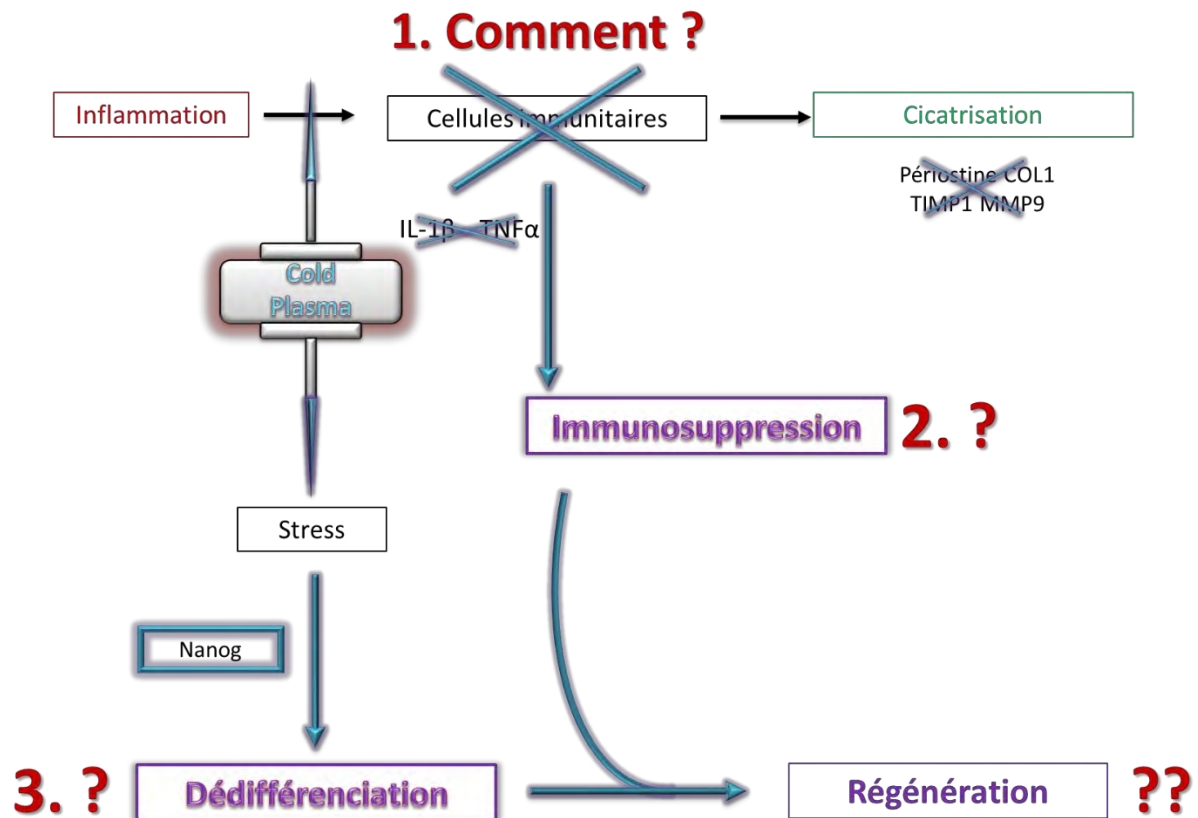 1. Comment ?
Inflammation
Cellules immunitaires
Cicatrisation
Périostine COL1
TIMP1 MMP9
IL-1β TNFα
Cold
Plasma
Immunosuppression
2. ?
Stress
Nanog
3. ?
Dédifférenciation
Régénération
??